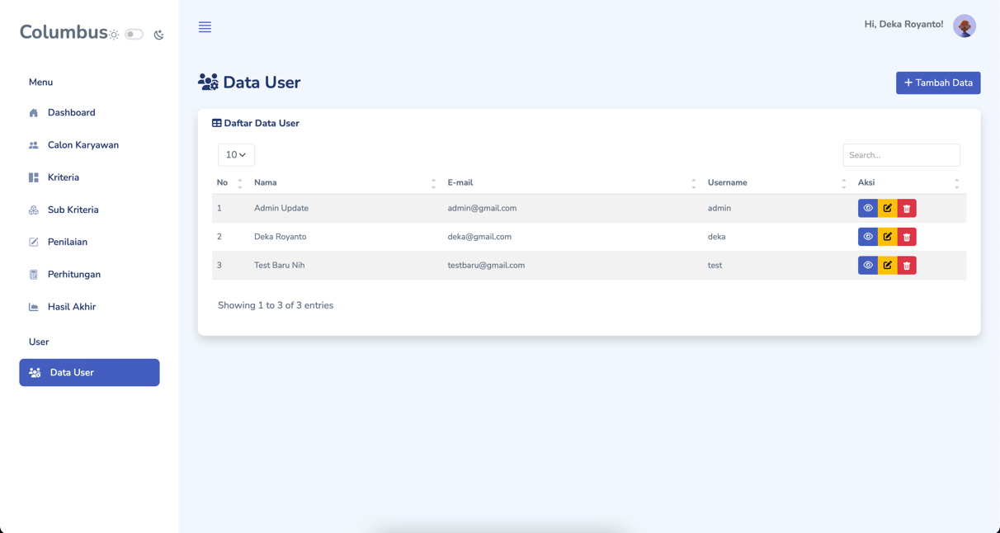 Columbus
Hi, Deka Royanto!
Menu
Dashboard
Calon Karyawan
Kriteria
Sub Kriteria
Penilaian
Perhitungan
Hasil Akhir
User
Data User
Data User
+ Tambah Data
Daftar Data User
10
Search...
No Nama E-mail Username Aksi
1 Admin Update admin@gmail.com admin
2 Deka Royanto deka@gmail.com deka
3 Test Baru Nih testbaru@gmail.com test
Showing 1 to 3 of 3 entries